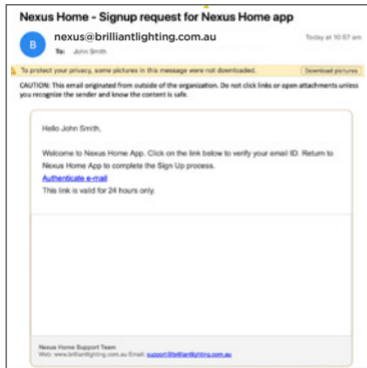 Nexus Home - Signup request for Nexus Home app
B
nexus@brilliantlighting.com.au
Today at 10:57 am
To: John Smith
To protect your privacy, some pictures in this message were not downloaded.
Download pictures
CAUTION: This email originated from outside of the organization. Do not click links or open attachments unless
you recognize the sender and know the content is safe.
Hello John Smith,
Welcome to Nexus Home App. Click on the link below to verify your email ID. Return to
Nexus Home App to complete the Sign Up process.
Authenticate e-mail
This link is valid for 24 hours only.
Nexus Home Support Team
Web: www.brilliantlighting.com.au Email: support@brilliantlighting.com.au